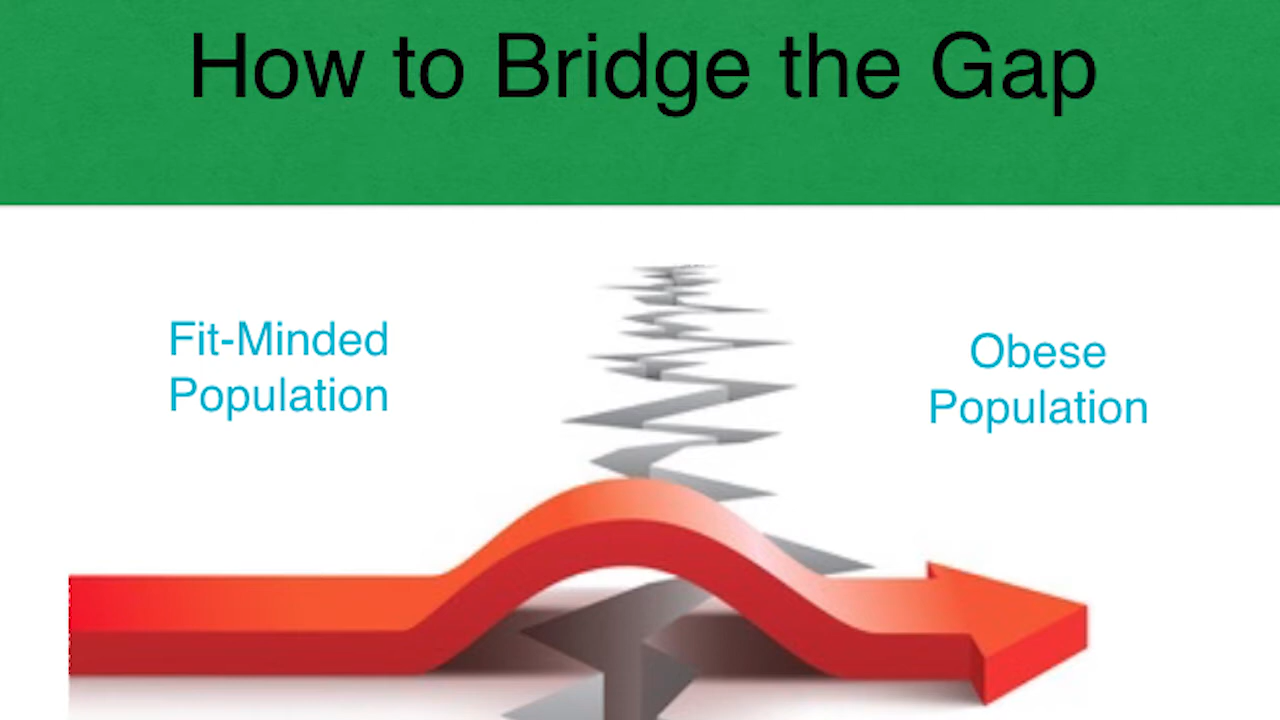 How to Bridge the Gap
Fit-Minded
Population
Obese
Population